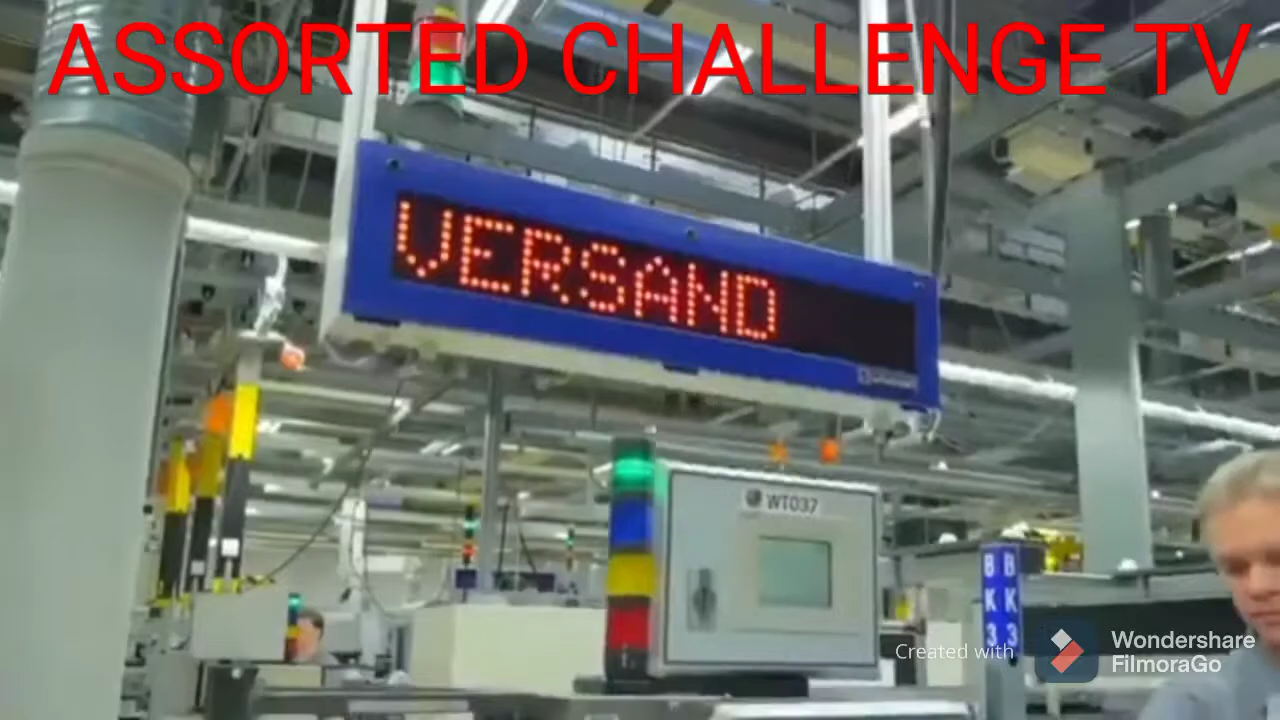 ASSORTED CHALLENGE TV
VERSAND
WT037
B B
K K
3 3
Created with
Wondershare
FilmoraGo